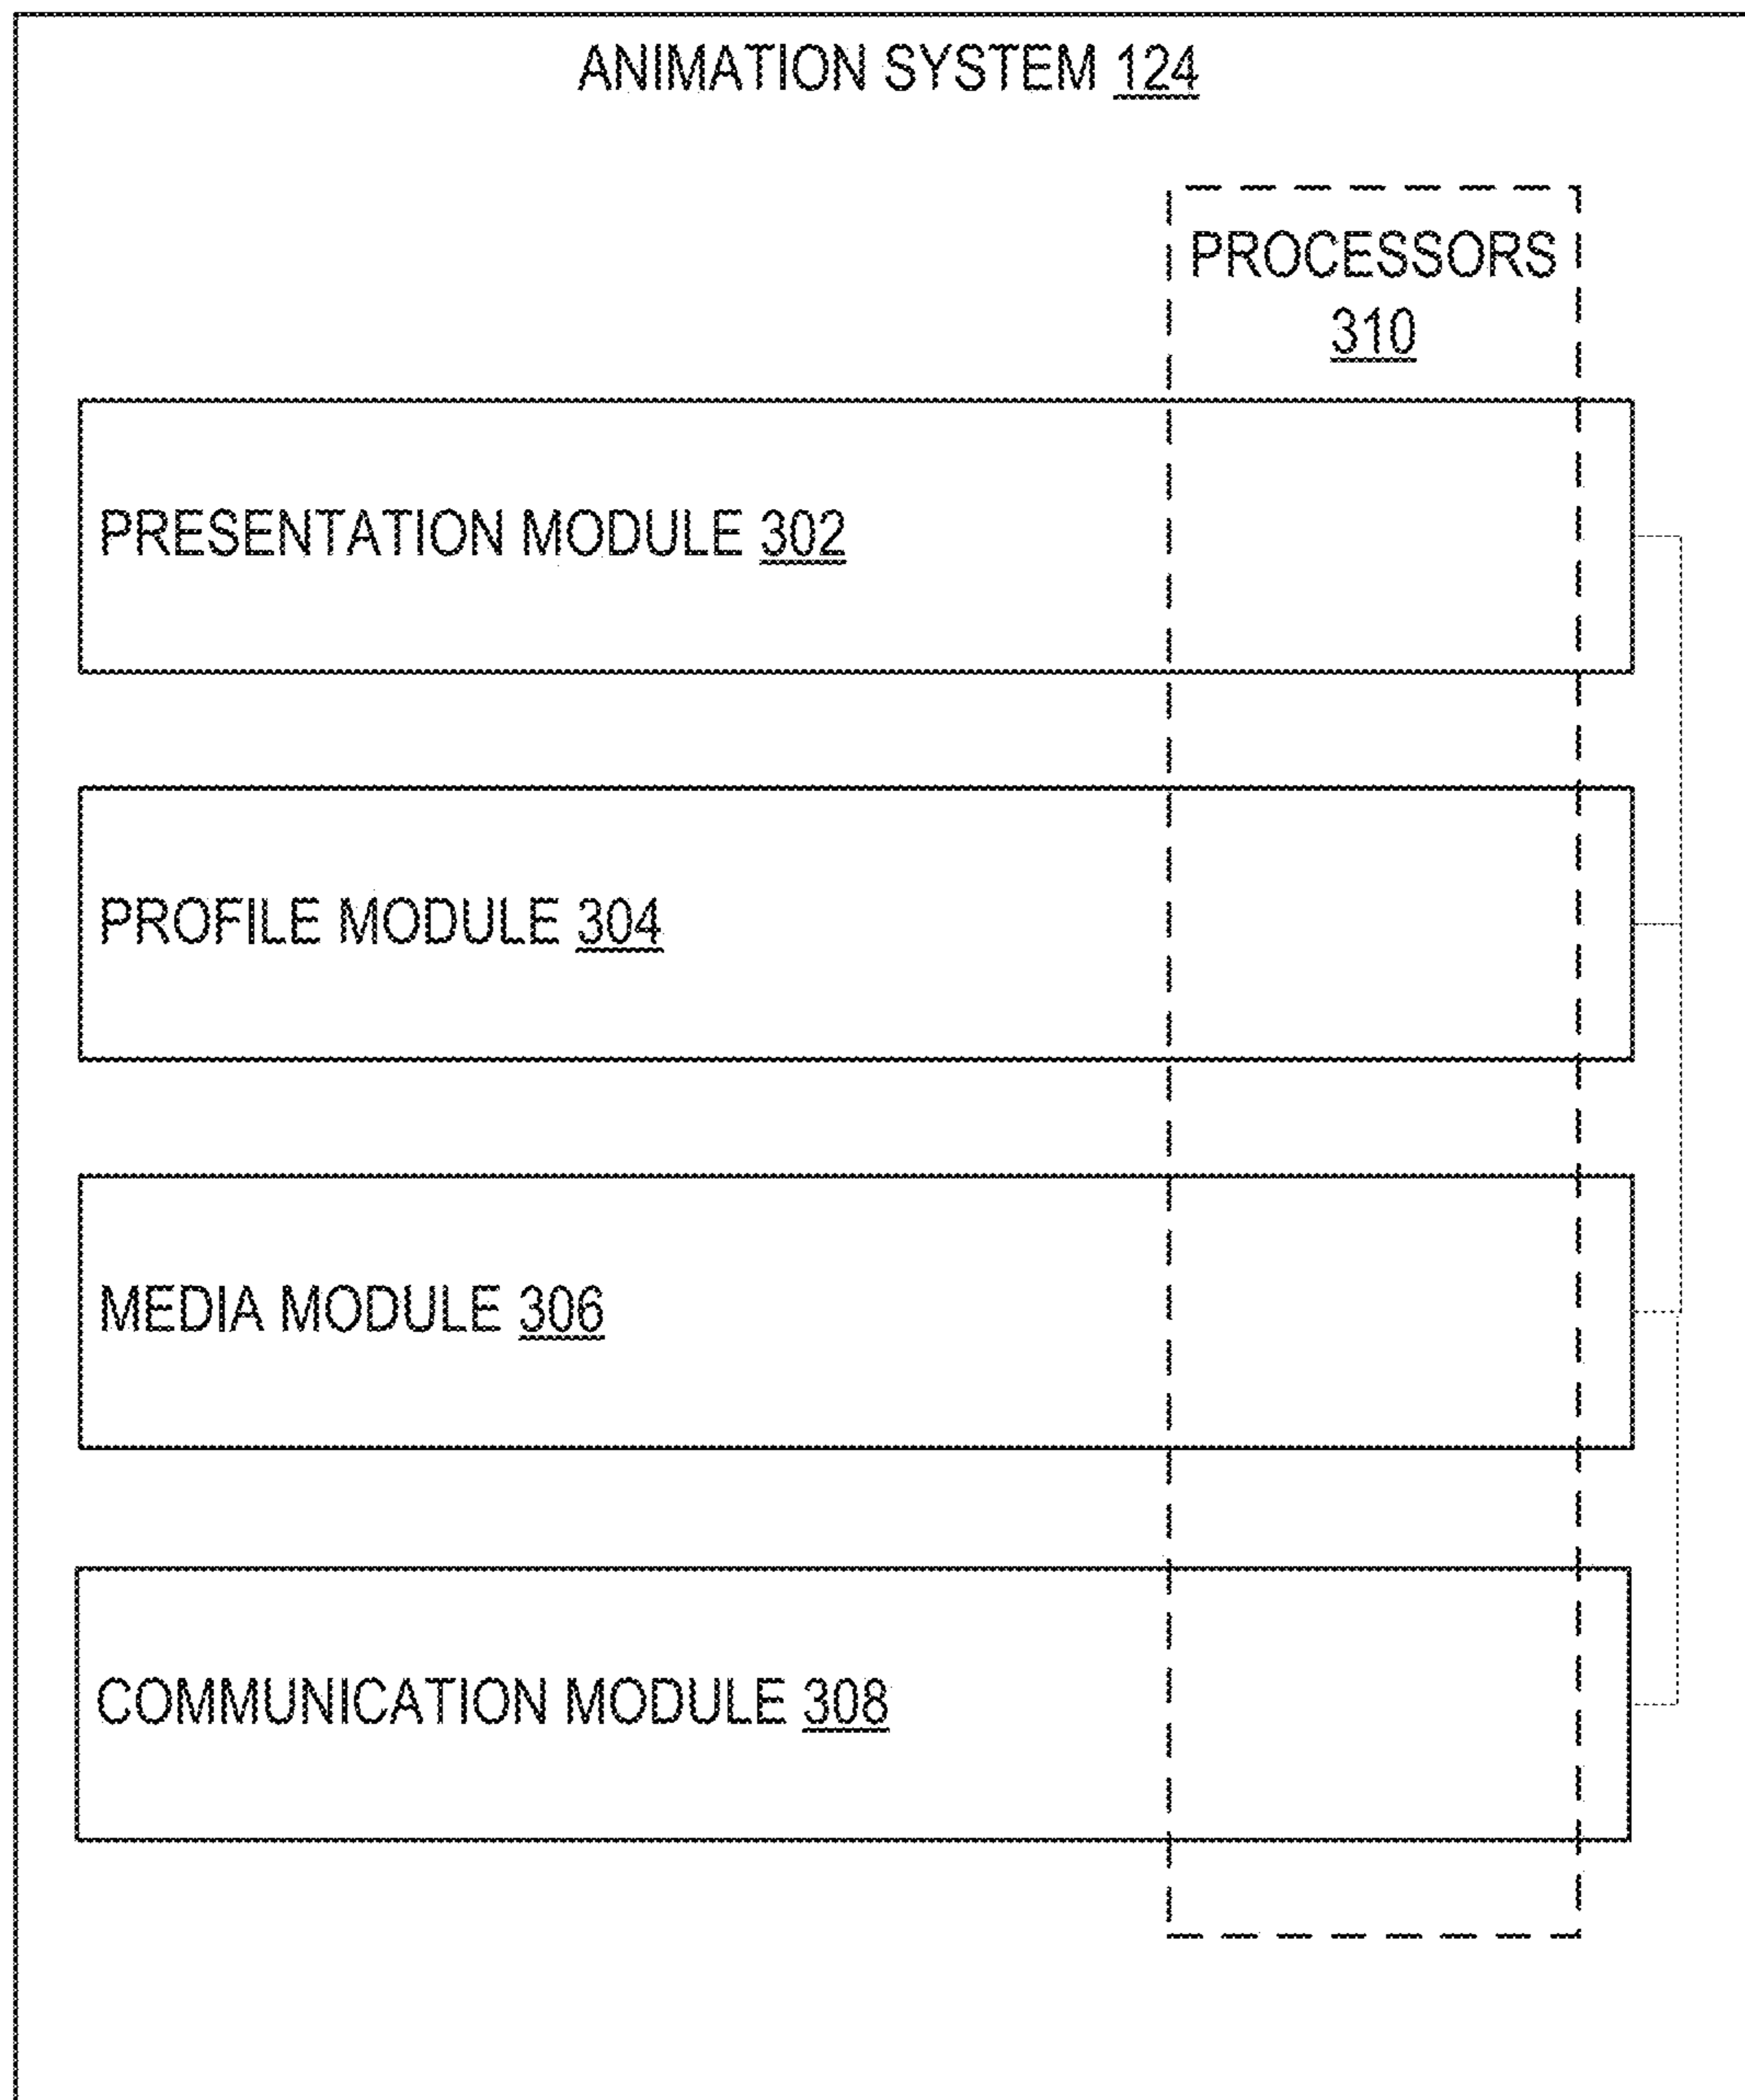 ANIMATION SYSTEM 124
PROCESSORS
310
PRESENTATION MODULE 302
PROFILE MODULE 304
MEDIA MODULE 306
COMMUNICATION MODULE 308